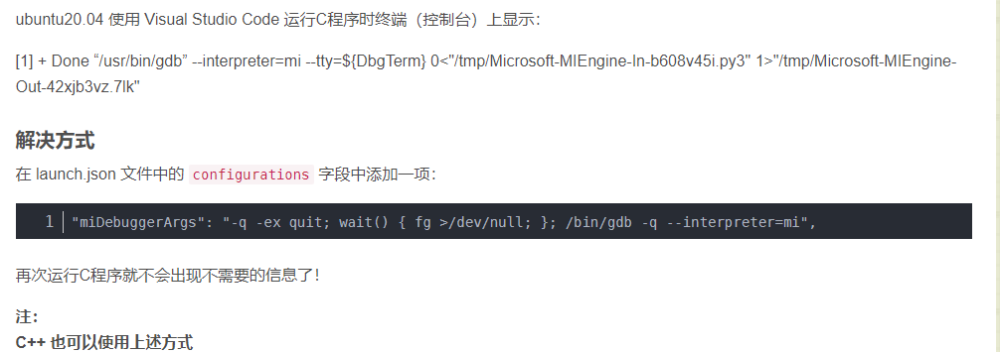 ubuntu20.04 使用 Visual Studio Code 运行C程序时终端（控制台）上显示：
[1] + Done “/usr/bin/gdb” --interpreter=mi --tty=${DbgTerm} 0<"/tmp/Microsoft-MIEngine-In-b608v45i.py3" 1>"/tmp/Microsoft-MIEngine-
Out-42xjb3vz.7lk"
解决方式
在 launch.json 文件中的 configurations 字段中添加一项：
1 "miDebuggerArgs": "-q -ex quit; wait() { fg >/dev/null; }; /bin/gdb -q --interpreter=mi",
再次运行C程序就不会出现不需要的信息了！
注：
C++ 也可以使用上述方式